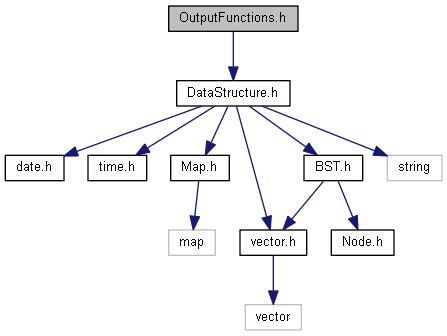 OutputFunctions.h
DataStructure.h
date.h
time.h
Map.h
BST.h
string
map
vector.h
Node.h
vector